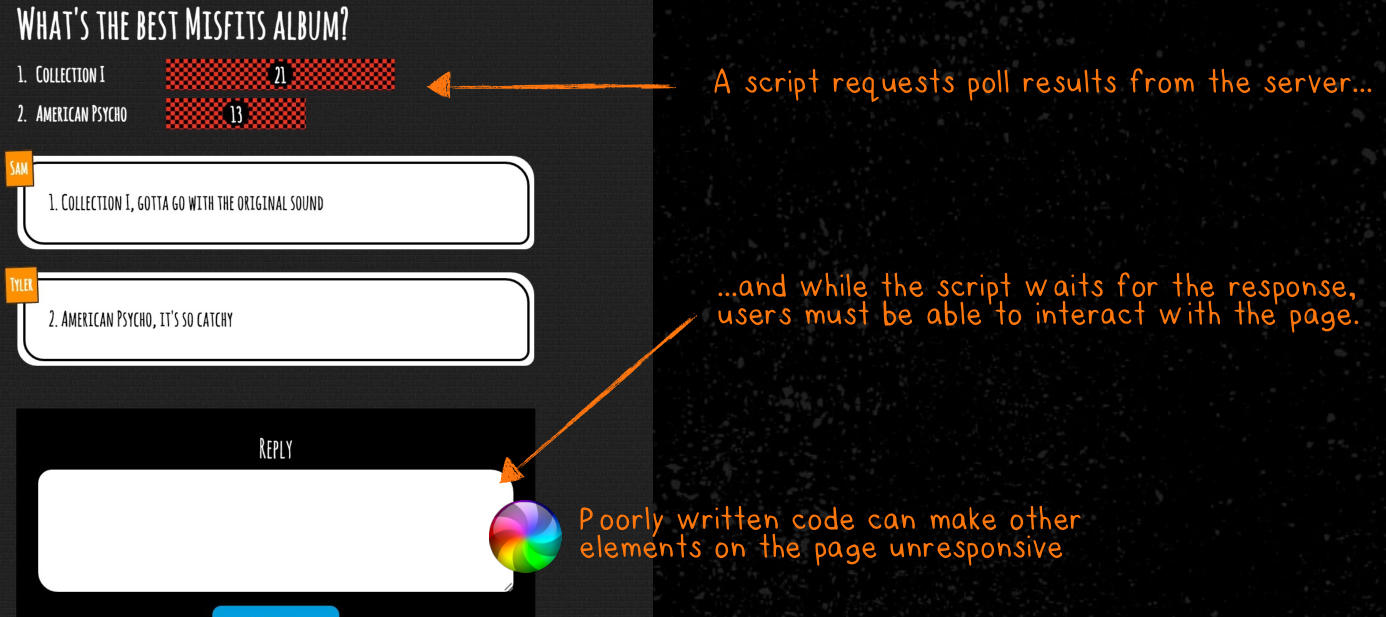 What's the best Misfits album?
1. Collection I
21
A script requests poll results from the server...
2. American Psycho
13
Sam
1. Collection I, gotta go with the original sound
Tyler
2. American Psycho, it's so catchy
...and while the script waits for the response,
users must be able to interact with the page.
Reply
Poorly written code can make other
elements on the page unresponsive